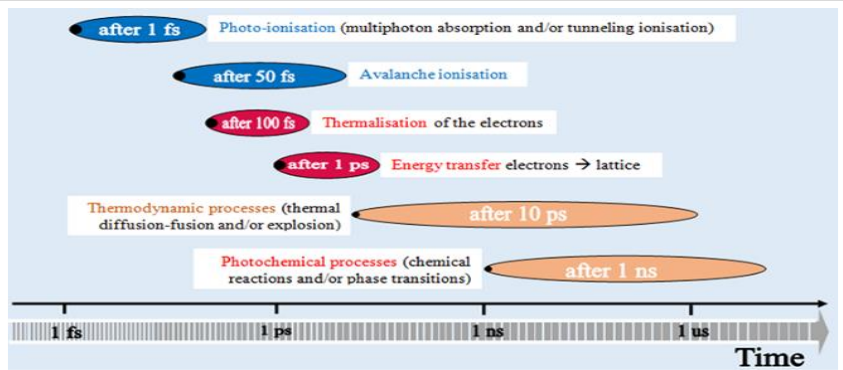 after 1 fs Photo-ionisation (multiphoton absorption and/or tunneling ionisation)
after 50 fs Avalanche ionisation
after 100 fs Thermalisation of the electrons
after 1 ps Energy transfer electrons → lattice
Thermodynamic processes (thermal
diffusion-fusion and/or explosion)
after 10 ps
Photochemical processes (chemical
reactions and/or phase transitions)
after 1 ns
1 fs 1 ps 1 ns 1 us
Time